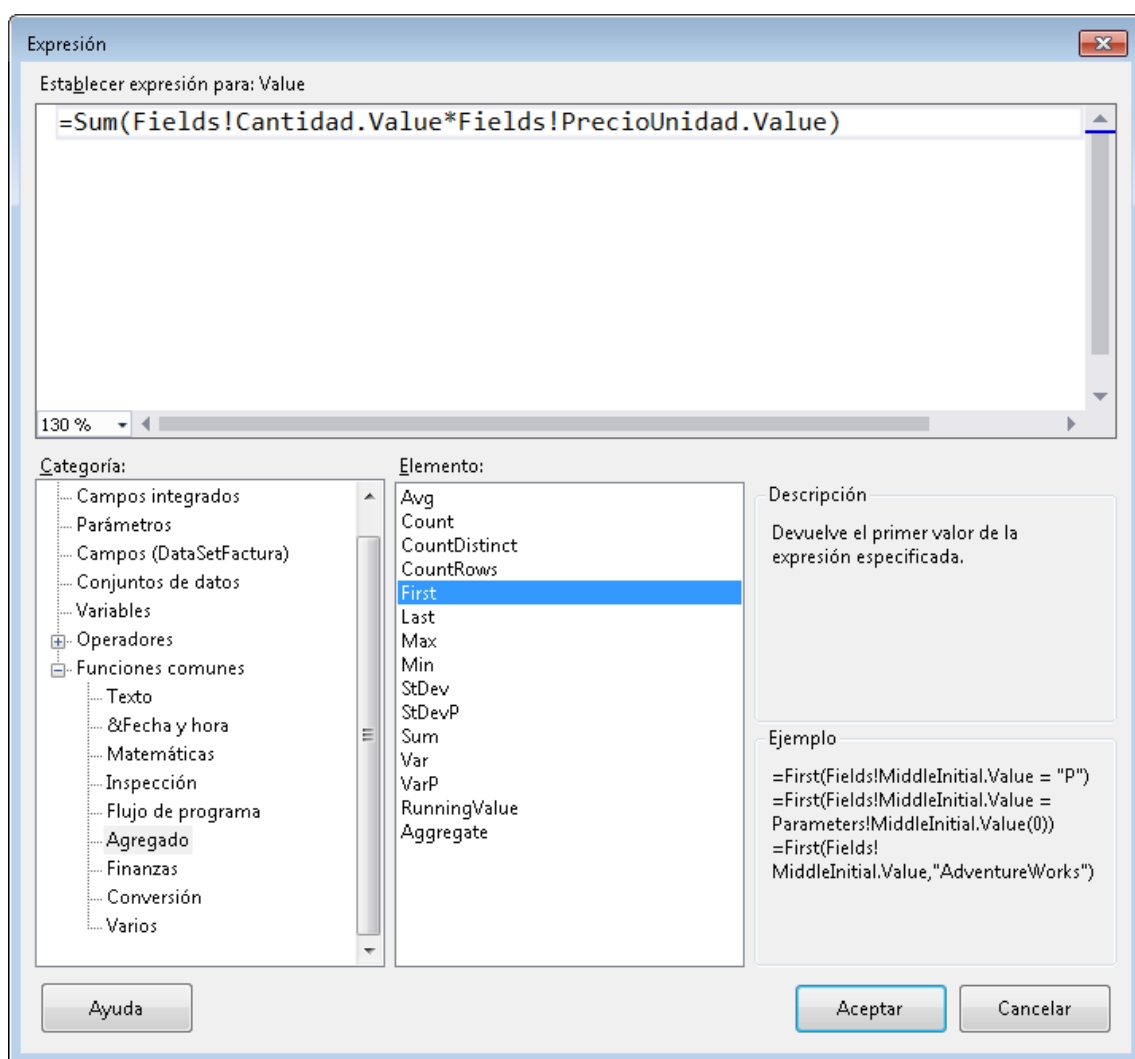 Expresión
Establecer expresión para: Value
=Sum(Fields!Cantidad.Value*Fields!PrecioUnidad.Value)
130 %
Categoría:
Campos integrados
Parámetros
Campos (DataSetFactura)
Conjuntos de datos
Variables
Operadores
Funciones comunes
Texto
&Fecha y hora
Matemáticas
Inspección
Flujo de programa
Agregado
Finanzas
Conversión
Varios
Elemento:
Avg
Count
CountDistinct
CountRows
First
Last
Max
Min
StDev
StDevP
Sum
Var
VarP
RunningValue
Aggregate
Descripción
Devuelve el primer valor de la
expresión especificada.
Ejemplo
=First(Fields!MiddleInitial.Value = "P")
=First(Fields!MiddleInitial.Value =
Parameters!MiddleInitial.Value(0))
=First(Fields!
MiddleInitial.Value,"AdventureWorks")
Ayuda
Aceptar
Cancelar